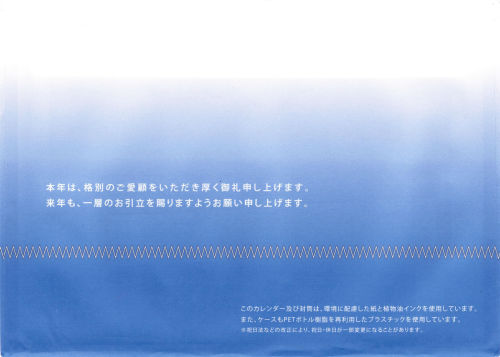 本年は、格別のご愛顧をいただき厚く御礼申し上げます。
来年も、一層のお引立を賜りますようお願い申し上げます。
このカレンダー及び封筒は、環境に配慮した紙と植物油インクを使用しています。
また、ケースもPETボトル樹脂を再利用したプラスチックを使用しています。
※祝日法などの改正により、祝日・休日が一部変更になることがあります。